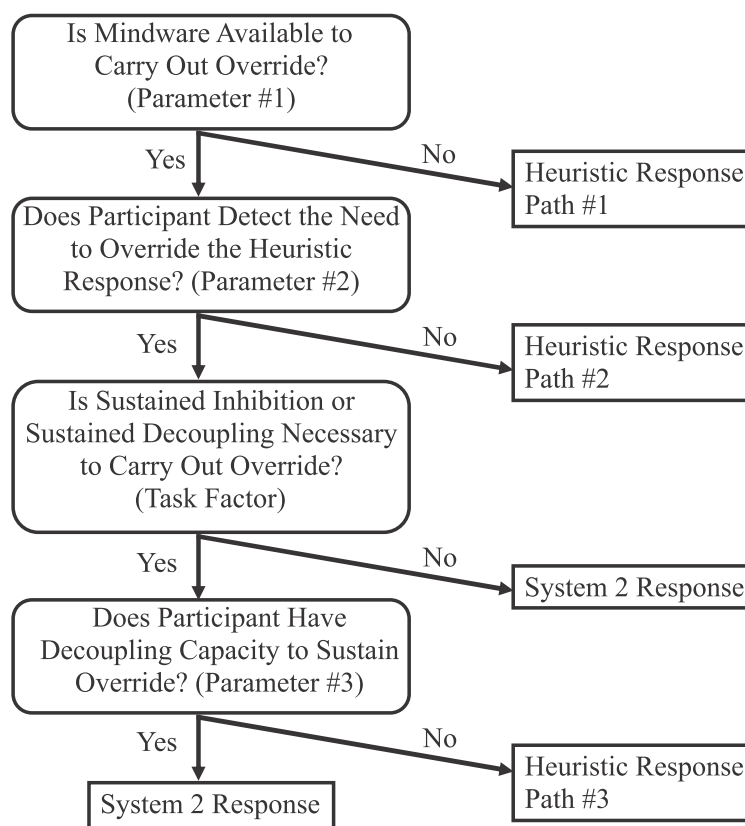 Is Mindware Available to
Carry Out Override?
(Parameter #1)
Yes
No
Heuristic Response
Path #1
Does Participant Detect the Need
to Override the Heuristic
Response? (Parameter #2)
Yes
No
Heuristic Response
Path #2
Is Sustained Inhibition or
Sustained Decoupling Necessary
to Carry Out Override?
(Task Factor)
Yes
No
System 2 Response
Does Participant Have
Decoupling Capacity to Sustain
Override? (Parameter #3)
Yes
No
Heuristic Response
Path #3
System 2 Response